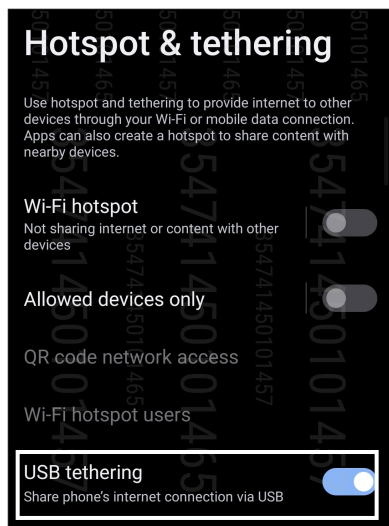 Hotspot & tethering
Use hotspot and tethering to provide internet to other
devices through your Wi-Fi or mobile data connection.
Apps can also create a hotspot to share content with
nearby devices.
Wi-Fi hotspot
Not sharing internet or content with other
devices
Allowed devices only
QR code network access
Wi-Fi hotspot users
USB tethering
Share phone's internet connection via USB